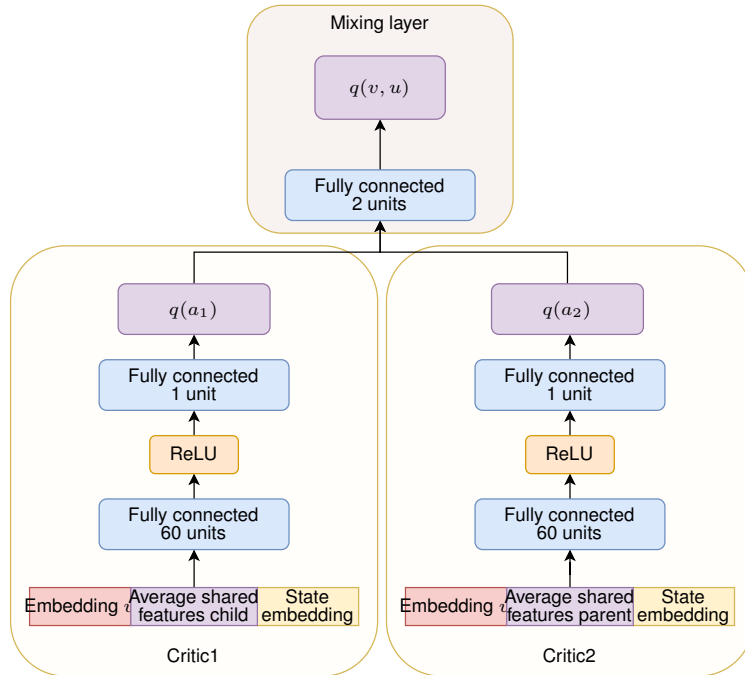 Mixing layer
q(v, u)
Fully connected
2 units
q(a₁)
q(a₂)
Fully connected
1 unit
Fully connected
1 unit
ReLU
ReLU
Fully connected
60 units
Fully connected
60 units
Embedding
Average shared
features child
State
embedding
Embedding
Average shared
features parent
State
embedding
Critic1
Critic2